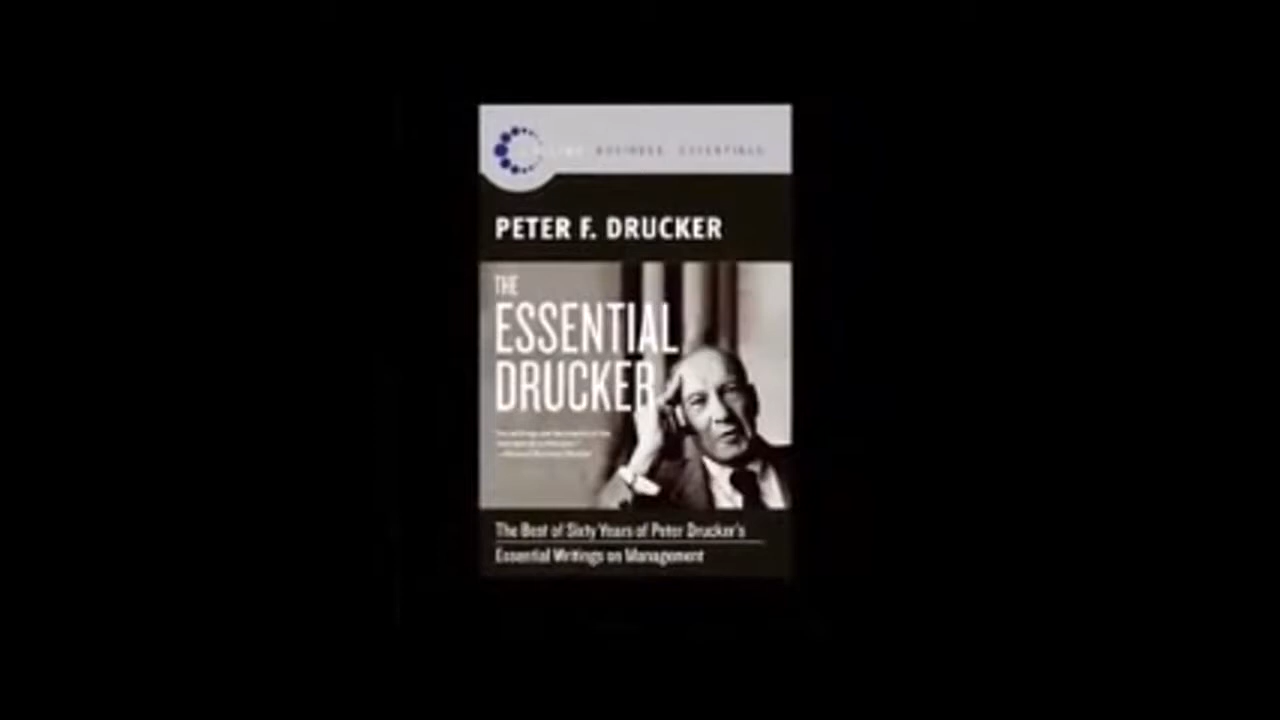 BUSINESS ESSENTIALS
PETER F. DRUCKER
THE
ESSENTIAL
DRUCKER
The Best of Sixty Years of Peter Drucker's
Essential Writings on Management